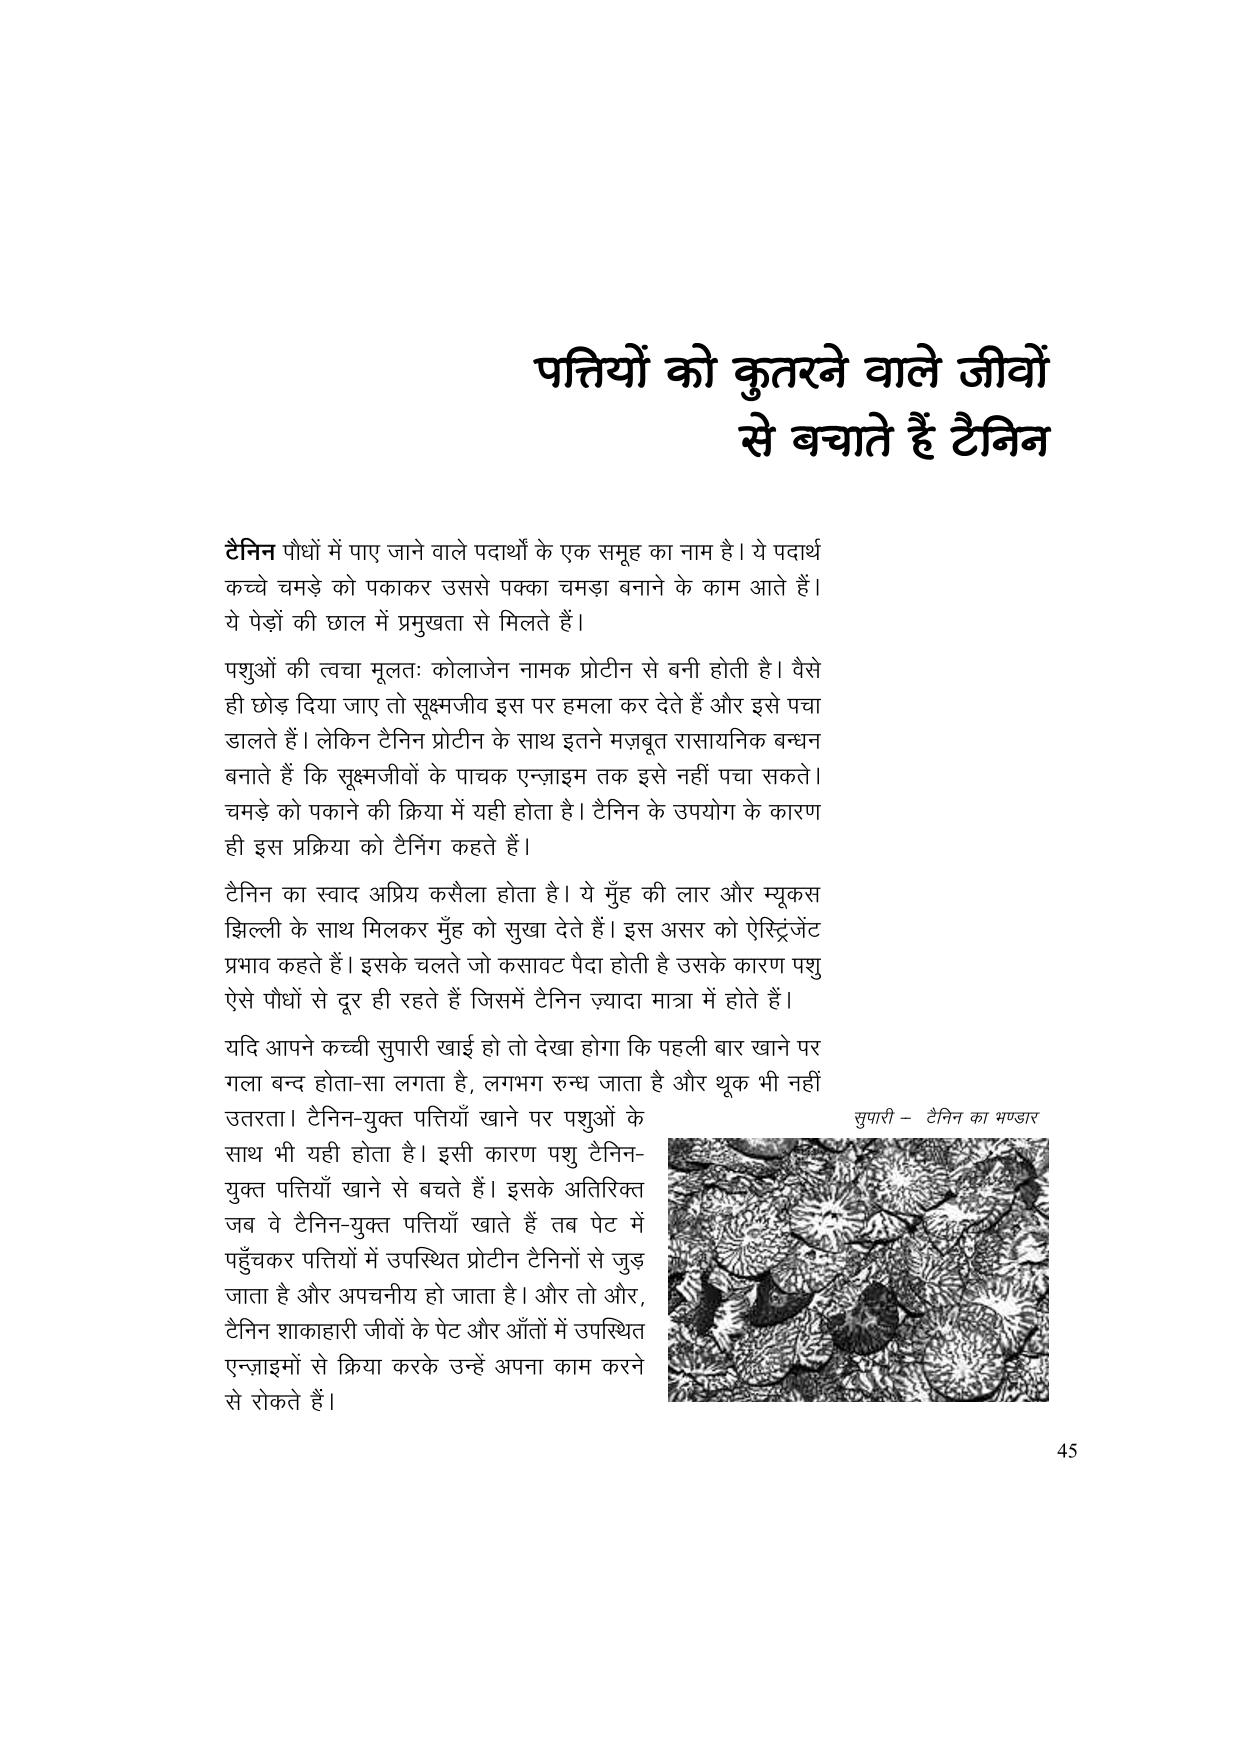 पत्तियों को कुतरने वाले जीवों
से बचाते हैं टैनिन
टैनिन पौधों में पाए जाने वाले पदार्थों के एक समूह का नाम है। ये पदार्थ
कच्चे चमड़े को पकाकर उससे पक्का चमड़ा बनाने के काम आते हैं।
ये पेड़ों की छाल में प्रमुखता से मिलते हैं।
पशुओं की त्वचा मूलतः कोलाजेन नामक प्रोटीन से बनी होती है। वैसे
ही छोड़ दिया जाए तो सूक्ष्मजीव इस पर हमला कर देते हैं और इसे पचा
डालते हैं। लेकिन टैनिन प्रोटीन के साथ इतने मज़बूत रासायनिक बन्धन
बनाते हैं कि सूक्ष्मजीवों के पाचक एन्ज़ाइम तक इसे नहीं पचा सकते।
चमड़े को पकाने की क्रिया में यही होता है। टैनिन के उपयोग के कारण
ही इस प्रक्रिया को टैनिंग कहते हैं।
टैनिन का स्वाद अप्रिय कसैला होता है। ये मुँह की लार और म्यूकस
झिल्ली के साथ मिलकर मुँह को सुखा देते हैं। इस असर को ऐस्ट्रिंजेंट
प्रभाव कहते हैं। इसके चलते जो कसावट पैदा होती है उसके कारण पशु
ऐसे पौधों से दूर ही रहते हैं जिसमें टैनिन ज़्यादा मात्रा में होते हैं।
यदि आपने कच्ची सुपारी खाई हो तो देखा होगा कि पहली बार खाने पर
गला बन्द होता-सा लगता है, लगभग रुन्ध जाता है और थूक भी नहीं
उतरता। टैनिन-युक्त पत्तियाँ खाने पर पशुओं के
साथ भी यही होता है। इसी कारण पशु टैनिन-
युक्त पत्तियाँ खाने से बचते हैं। इसके अतिरिक्त
जब वे टैनिन-युक्त पत्तियाँ खाते हैं तब पेट में
पहुँचकर पत्तियों में उपस्थित प्रोटीन टैनिनों से जुड़
जाता है और अपचनीय हो जाता है। और तो और,
टैनिन शाकाहारी जीवों के पेट और आँतों में उपस्थित
एन्ज़ाइमों से क्रिया करके उन्हें अपना काम करने
से रोकते हैं।
सुपारी – टैनिन का भण्डार
45